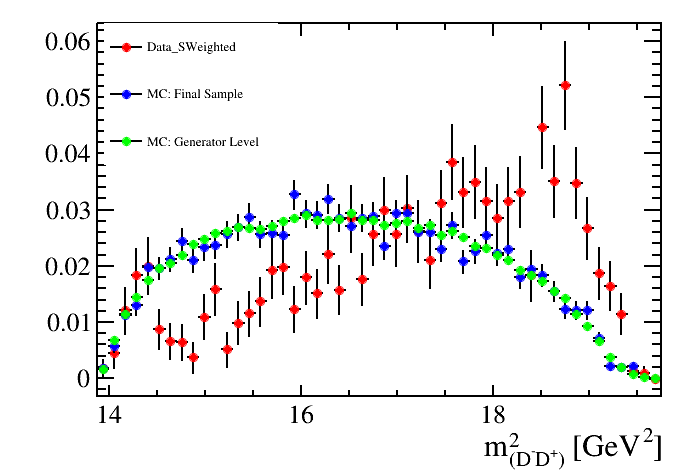 0.06
Data_SWeighted
0.05
MC: Final Sample
0.04
MC: Generator Level
0.03
0.02
0.01
0
14 16 18
m²(D⁻D⁺) [GeV²]